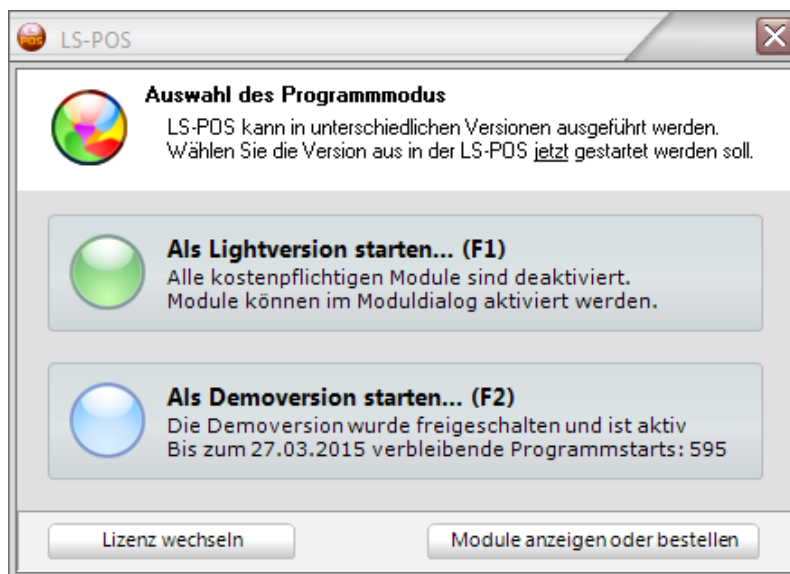 LS-POS
Auswahl des Programmmodus
LS-POS kann in unterschiedlichen Versionen ausgeführt werden.
Wählen Sie die Version aus in der LS-POS jetzt gestartet werden soll.
Als Lightversion starten... (F1)
Alle kostenpflichtigen Module sind deaktiviert.
Module können im Moduldialog aktiviert werden.
Als Demoversion starten... (F2)
Die Demoversion wurde freigeschalten und ist aktiv
Bis zum 27.03.2015 verbleibende Programmstarts: 595
Lizenz wechseln
Module anzeigen oder bestellen